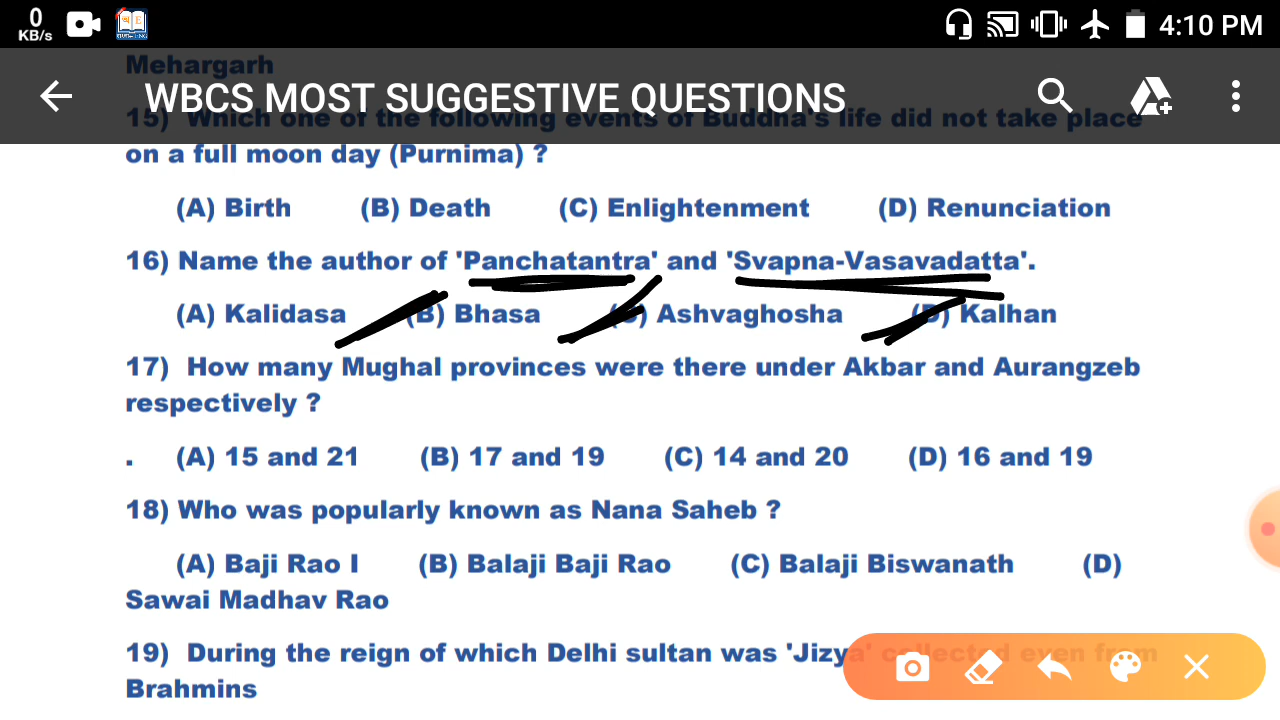 0
KB/s
4:10 PM
WBCS MOST SUGGESTIVE QUESTIONS
Mehargarh
15) Which one of the following events of Buddha's life did not take place
on a full moon day (Purnima) ?
(A) Birth (B) Death (C) Enlightenment (D) Renunciation
16) Name the author of 'Panchatantra' and 'Svapna-Vasavadatta'.
(A) Kalidasa (B) Bhasa (C) Ashvaghosha (D) Kalhan
17) How many Mughal provinces were there under Akbar and Aurangzeb
respectively ?
. (A) 15 and 21 (B) 17 and 19 (C) 14 and 20 (D) 16 and 19
18) Who was popularly known as Nana Saheb ?
(A) Baji Rao I (B) Balaji Baji Rao (C) Balaji Biswanath (D)
Sawai Madhav Rao
19) During the reign of which Delhi sultan was 'Jizya' collected even from
Brahmins